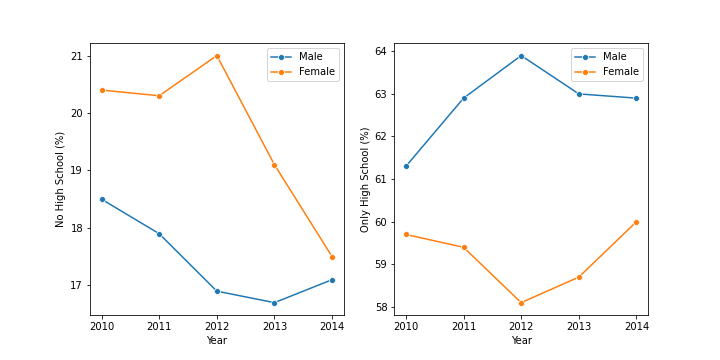 No High School (%)
21
20
19
18
17
2010 2011 2012 2013 2014
Year
Male
Female
Only High School (%)
64
63
62
61
60
59
58
2010 2011 2012 2013 2014
Year
Male
Female